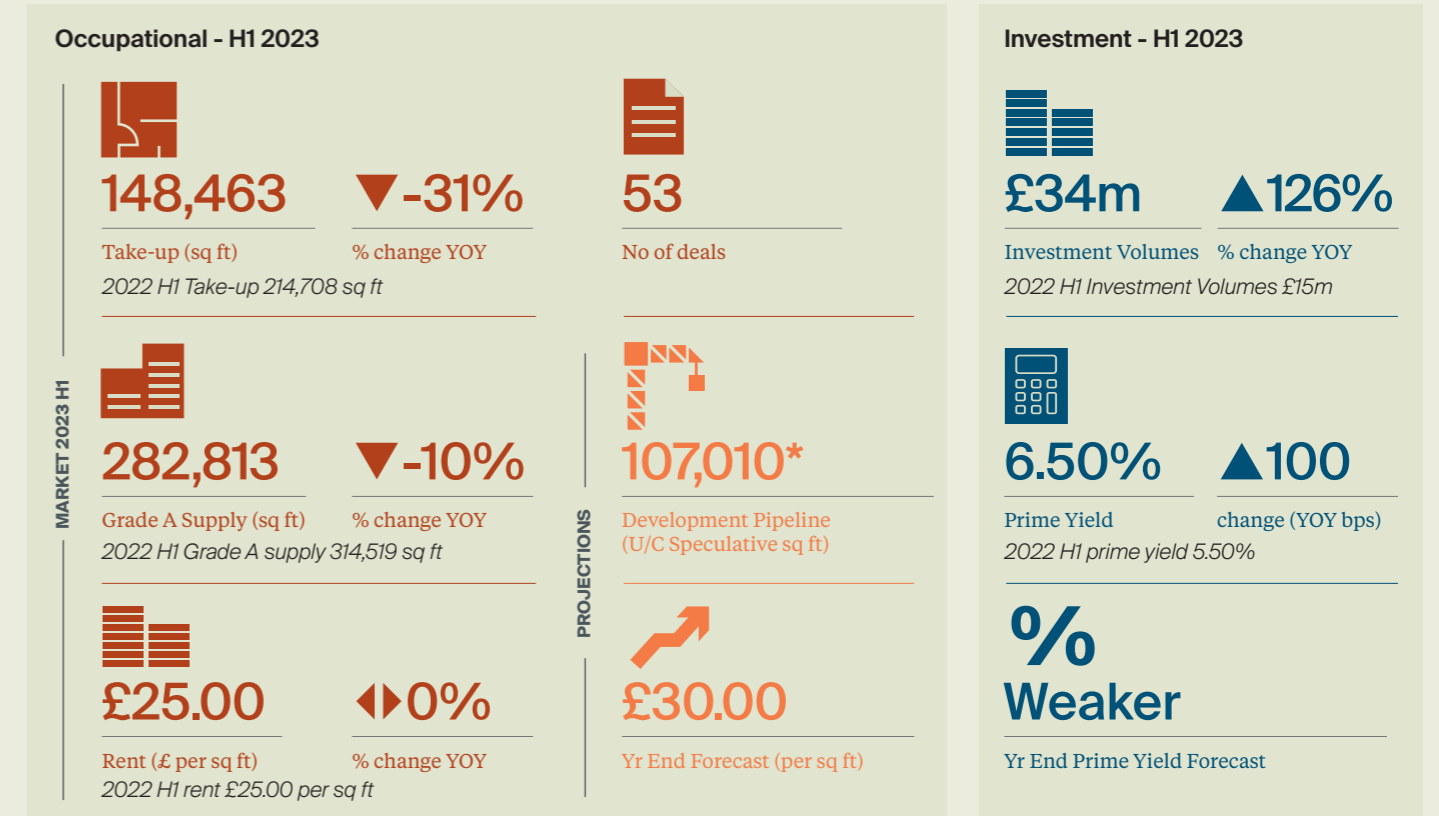 Occupational - H1 2023
MARKET 2023 H1
148,463
▼-31%
Take-up (sq ft)
% change YOY
2022 H1 Take-up 214,708 sq ft
53
No of deals
282,813
▼-10%
Grade A Supply (sq ft)
% change YOY
2022 H1 Grade A supply 314,519 sq ft
£25.00
0%
Rent (£ per sq ft)
% change YOY
2022 H1 rent £25.00 per sq ft
PROJECTIONS
107,010*
Development Pipeline
(U/C Speculative sq ft)
£30.00
Yr End Forecast (per sq ft)
Investment - H1 2023
£34m
▲126%
Investment Volumes
% change YOY
2022 H1 Investment Volumes £15m
6.50%
▲100
Prime Yield
change (YOY bps)
2022 H1 prime yield 5.50%
%
Weaker
Yr End Prime Yield Forecast